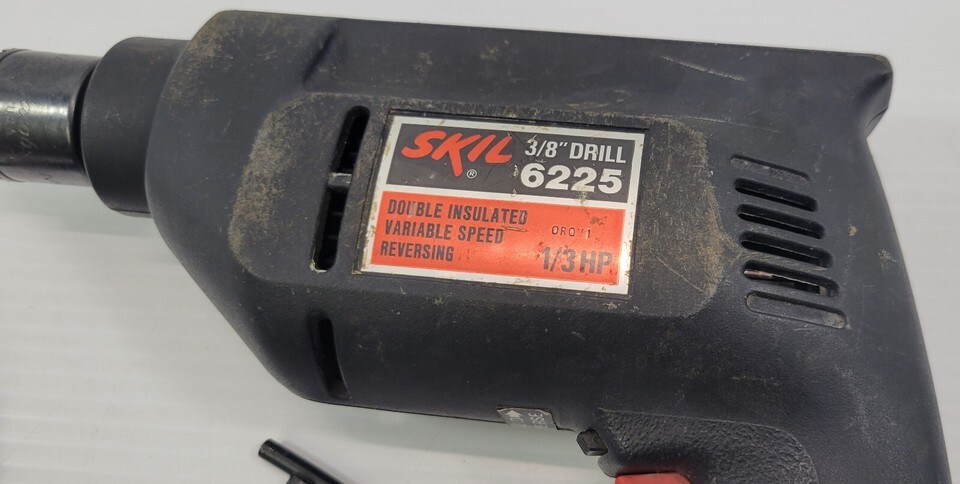 SKIL®
3/8" DRILL
6225
DOUBLE INSULATED
VARIABLE SPEED
REVERSING
1/3 HP